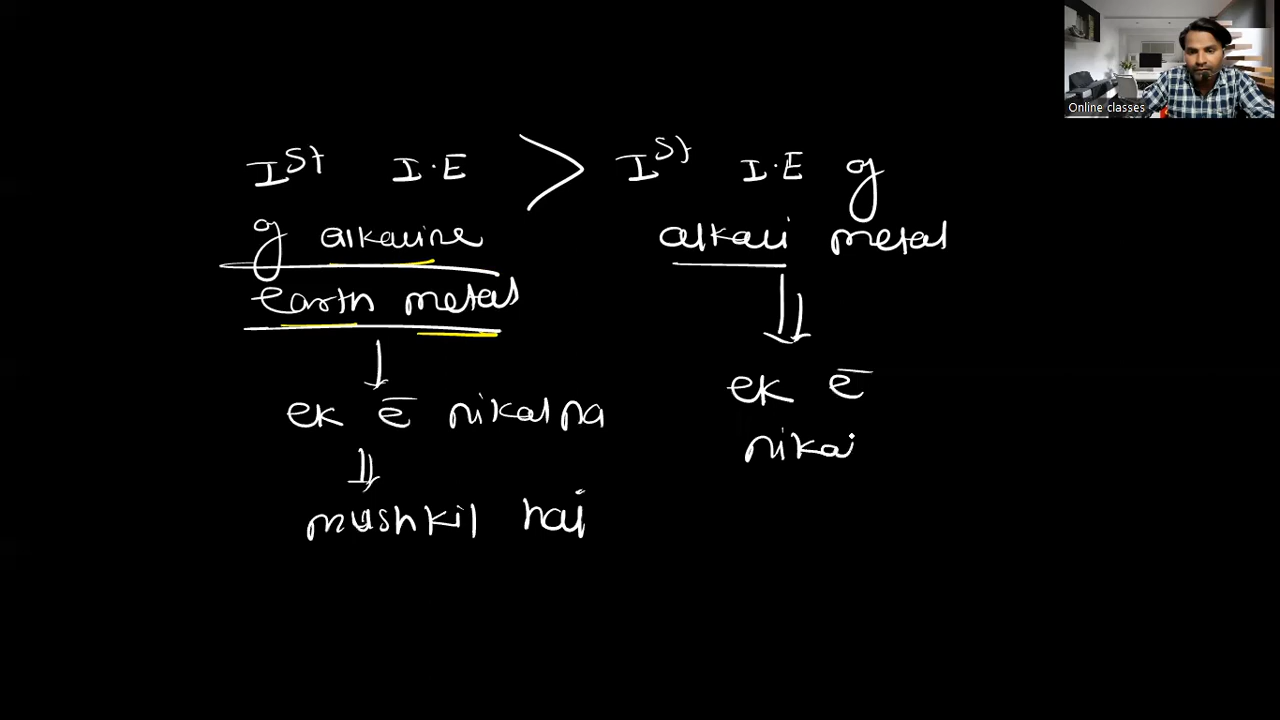 Ist I.E > Ist I.E of
of alkaline alkali metal
earth metal
ek e̅ nikalna ek e̅
mushkil hai nikal
Online classes